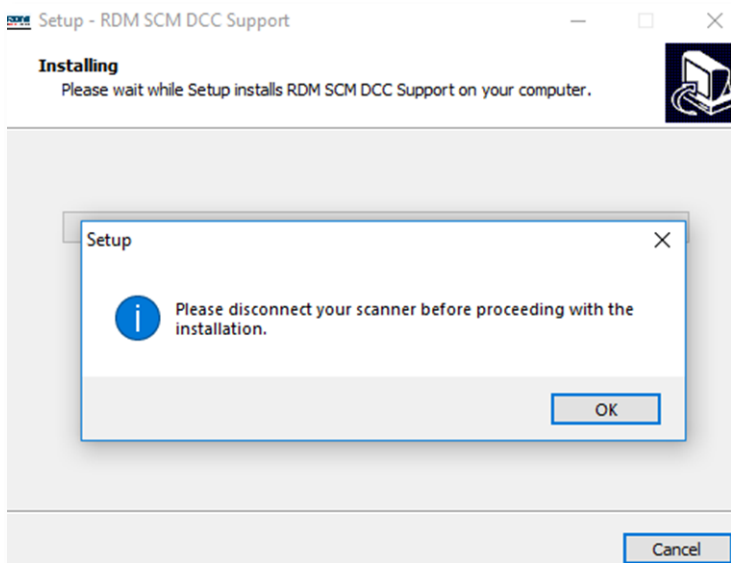 Setup - RDM SCM DCC Support
Installing
Please wait while Setup installs RDM SCM DCC Support on your computer.
Setup
Please disconnect your scanner before proceeding with the
installation.
OK
Cancel